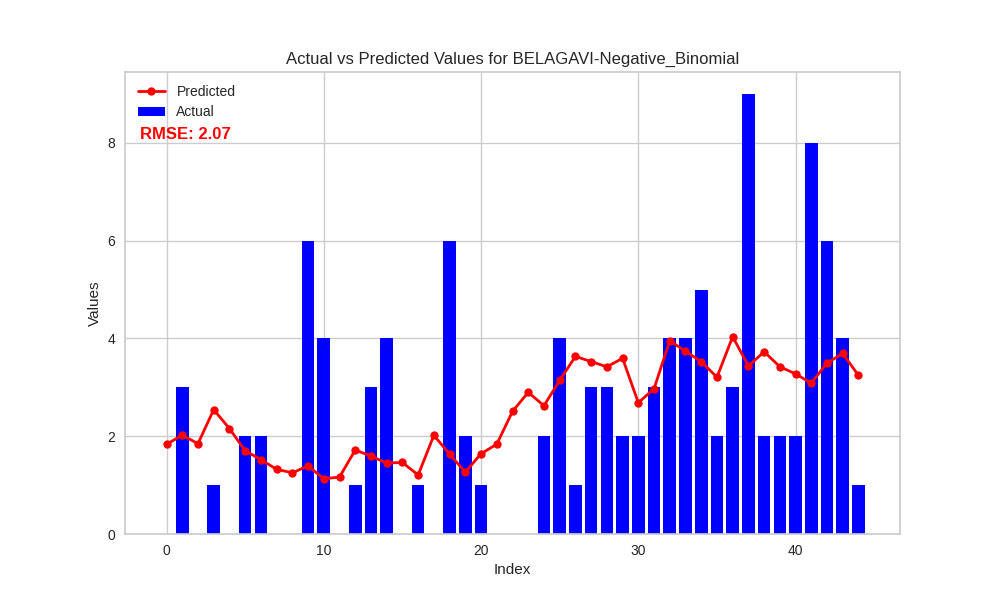 Actual vs Predicted Values for BELAGAVI-Negative_Binomial
Predicted
Actual
RMSE: 2.07
8
6
4
2
0
Values
0 10 20 30 40
Index